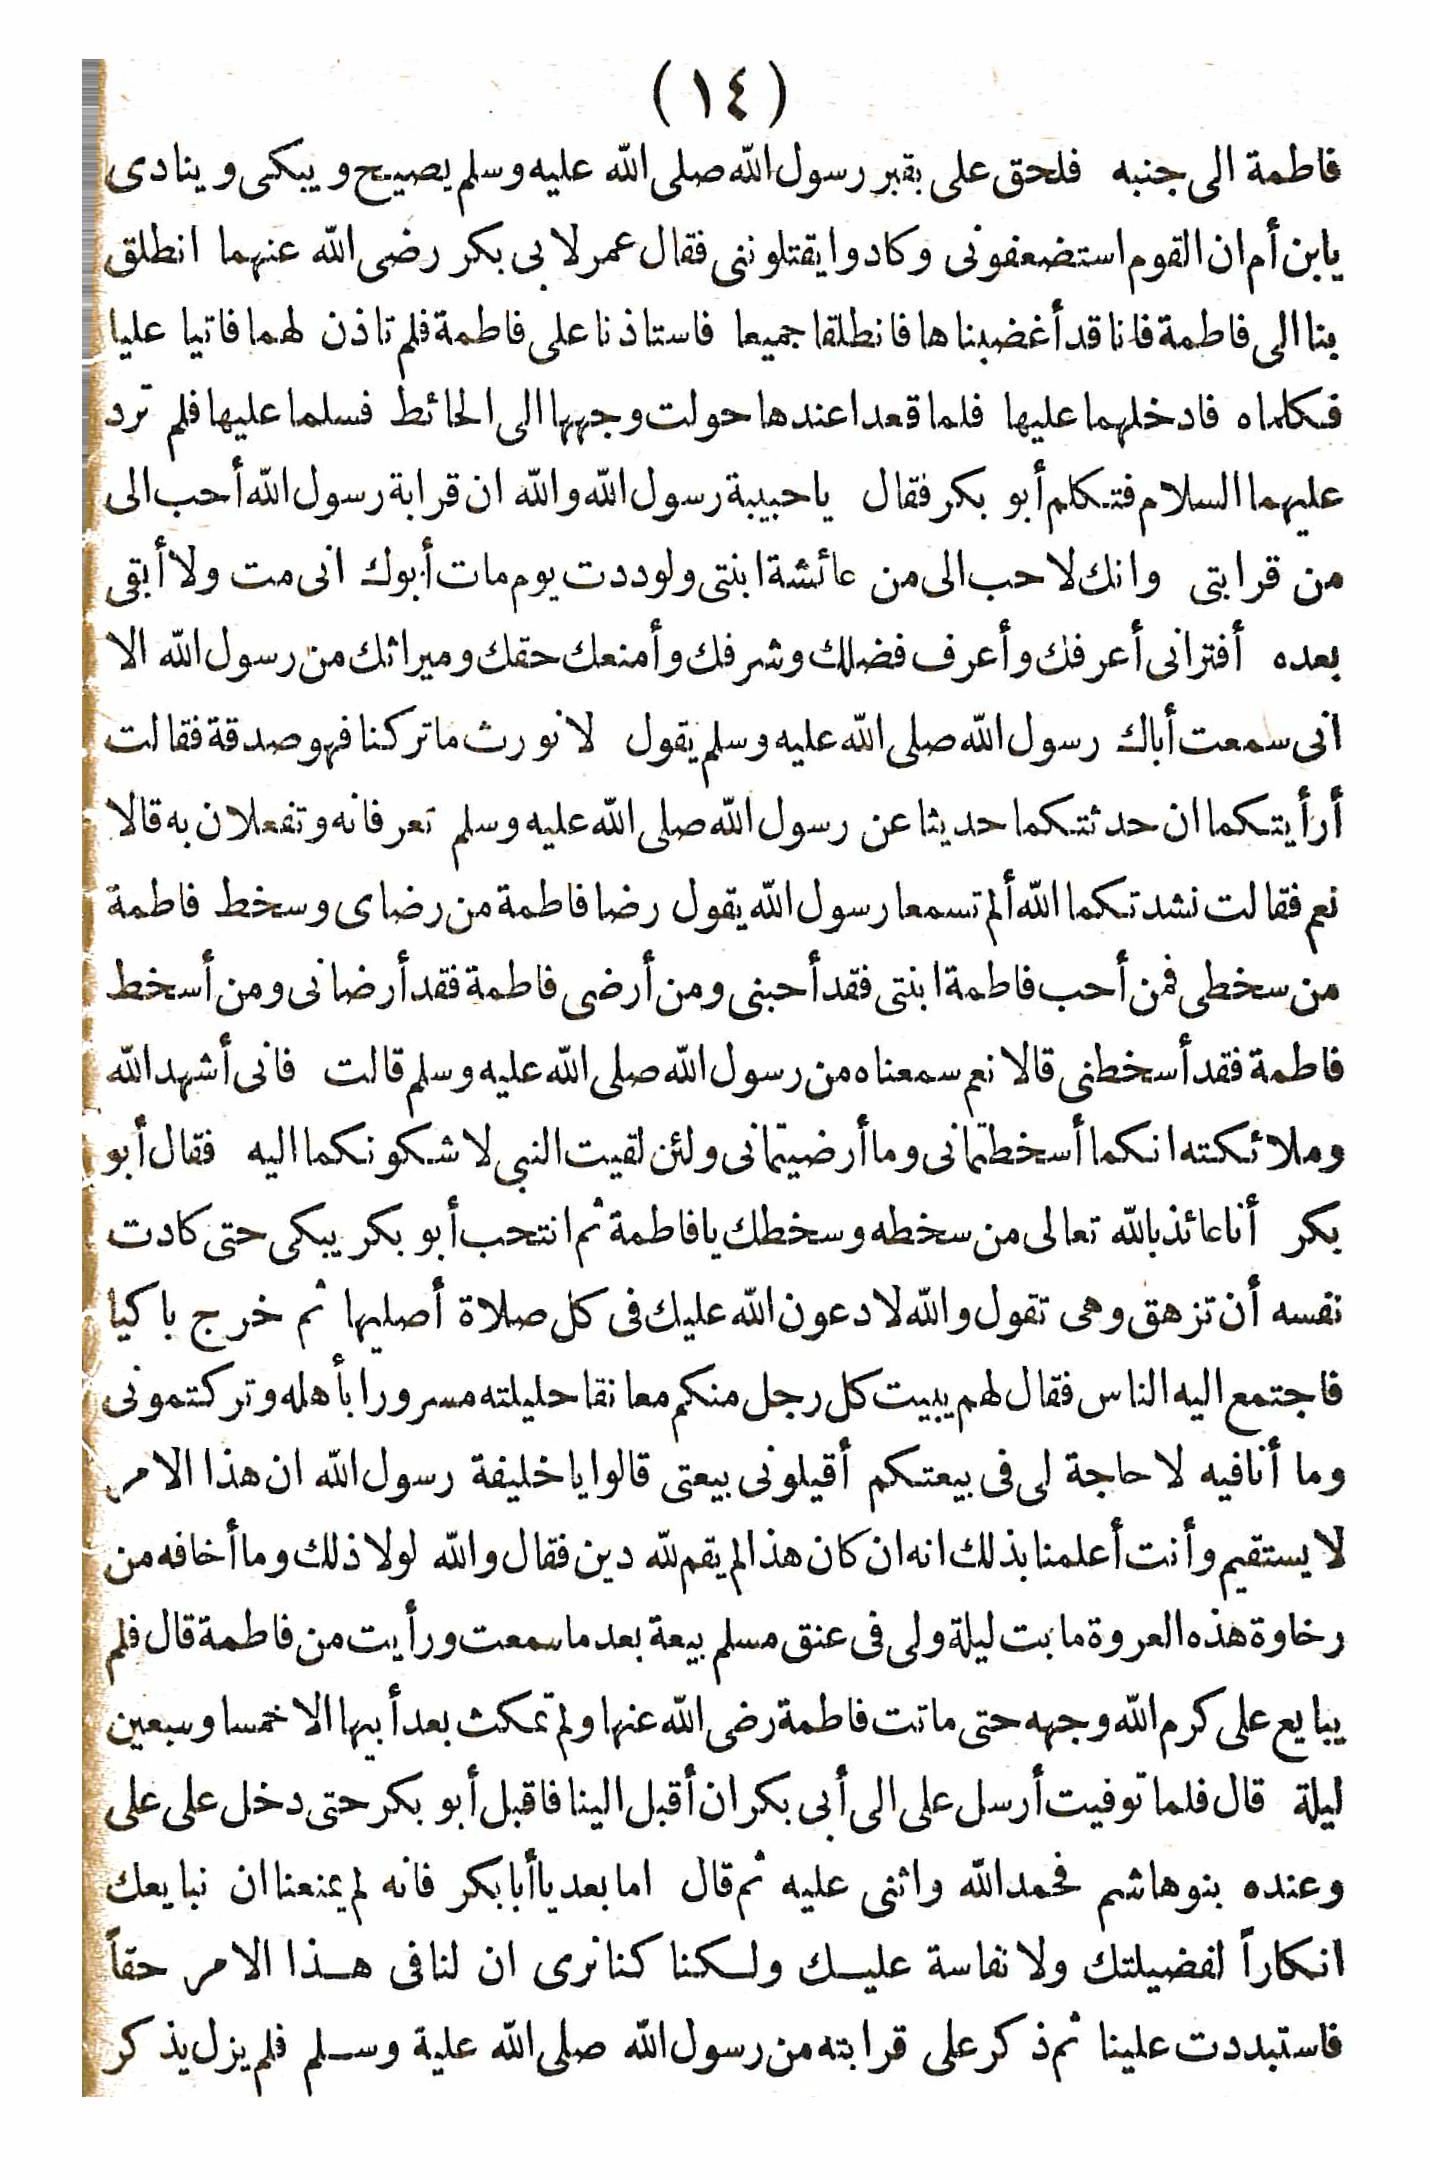 (١٤)
فاطمة الى جنبه فلحق على بقبر رسول الله صلى الله عليه وسلم يصيح ويبكى وينادى
يابن أم ان القوم استضعفونى وكادوا يقتلوننى فقال عمر لابى بكر رضى الله عنهما انطلق
بنا الى فاطمة فانا قد أغضبناها فانطلقا جميعا فاستاذنا على فاطمة فلم تاذن لهما فاتيا عليا
فكلماه فادخلهما عليها فلما قعدا عندها حولت وجهها الى الحائط فسلما عليها فلم ترد
عليهما السلام فتكلم أبو بكر فقال ياحبيبة رسول الله والله ان قرابة رسول الله أحب الى
من قرابتى وانك لاحب الى من عائشة ابنتى ولوددت يوم مات أبوك انى مت ولا أبقى
بعده أفترانى أعرفك وأعرف فضلك وشرفك وأمنعك حقك وميراثك من رسول الله الا
انى سمعت أباك رسول الله صلى الله عليه وسلم يقول لا نورث ماتركنا فهو صدقة فقالت
أرأيتكما ان حدثتكما حديثا عن رسول الله صلى الله عليه وسلم تعرفانه وتفعلان به قالا
نعم فقالت نشدتكما الله ألم تسمعا رسول الله يقول رضا فاطمة من رضاى وسخط فاطمة
من سخطى فمن أحب فاطمة ابنتى فقد أحبنى ومن أرضى فاطمة فقد أرضانى ومن أسخط
فاطمة فقد أسخطنى قالا نعم سمعناه من رسول الله صلى الله عليه وسلم قالت فانى أشهد الله
وملائكته انكما أسخطتمانى وما أرضيتمانى ولئن لقيت النبى لاشكونكما اليه فقال أبو
بكر أنا عائذ بالله تعالى من سخطه وسخطك يافاطمة ثم انتحب أبو بكر يبكى حتى كادت
نفسه أن تزهق وهى تقول والله لادعون الله عليك فى كل صلاة أصليها ثم خرج باكيا
فاجتمع اليه الناس فقال لهم يبيت كل رجل منكم معانقا حليلته مسرورا بأهله وتركتمونى
وما أنا فيه لاحاجة لى فى بيعتكم أقيلونى بيعتى قالوا ياخليفة رسول الله ان هذا الامر
لايستقيم وأنت أعلمنا بذلك انه ان كان هذا لم يقم لله دين فقال والله لولا ذلك وما أخافه من
رخاوة هذه العروة مابت ليلة ولى فى عنق مسلم بيعة بعد ماسمعت ورأيت من فاطمة قال فلم
يبايع على كرم الله وجهه حتى ماتت فاطمة رضى الله عنها ولم تمكث بعد أبيها الا خمسا وسبعين
ليلة قال فلما توفيت أرسل على الى أبى بكر ان أقبل الينا فاقبل أبو بكر حتى دخل على على
وعنده بنوهاشم فحمد الله واثنى عليه ثم قال امابعد ياأبا بكر فانه لم يمنعنا ان نبايعك
انكاراً لفضيلتك ولا نفاسة عليك ولكنا كنا نرى ان لنا فى هذا الامر حقاً
فاستبددت علينا ثم ذكر على قرابته من رسول الله صلى الله علية وسلم فلم يزل يذكر